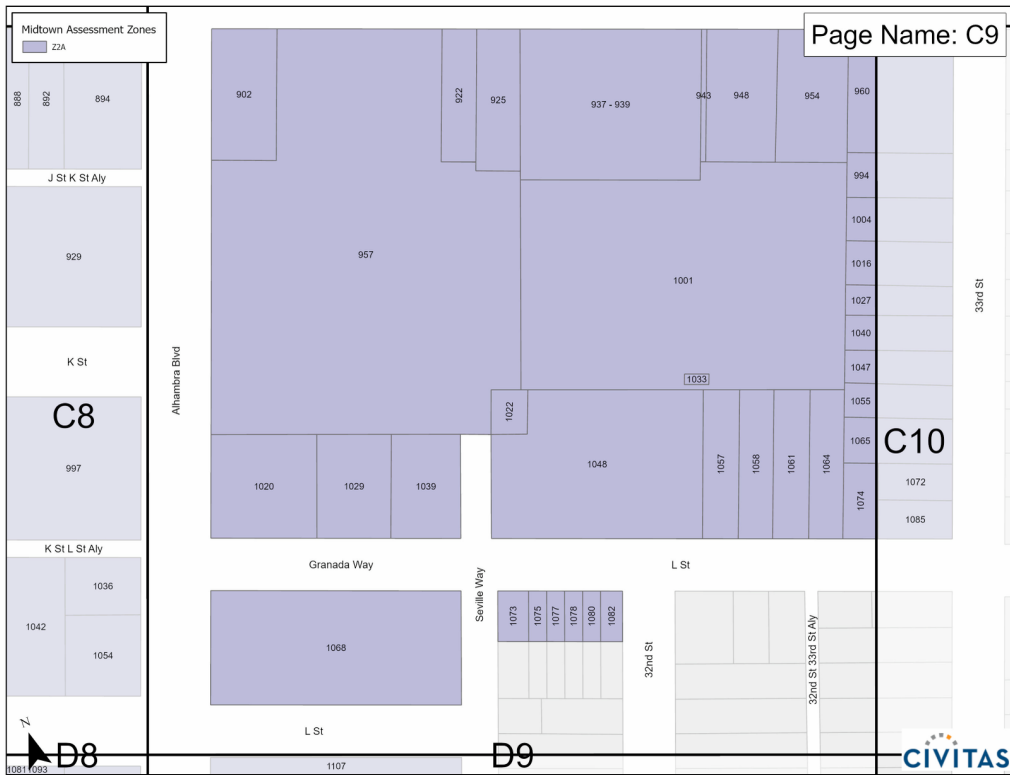 Midtown Assessment Zones
Z2A
Page Name: C9
888
892
894
902
922
925
937 - 939
943
948
954
960
J St K St Aly
994
1004
929
957
1016
1001
33rd St
1027
K St
1040
Alhambra Blvd
1047
1033
1055
C8
1022
1065
C10
997
1020
1029
1039
1048
1057
1058
1061
1064
1074
1072
1085
K St L St Aly
Granada Way
L St
1036
1042
1054
Seville Way
1073
1075
1077
1078
1080
1082
1068
32nd St
32nd St 33rd St Aly
L St
N
D8
D9
CIVITAS
1081
1093
1107